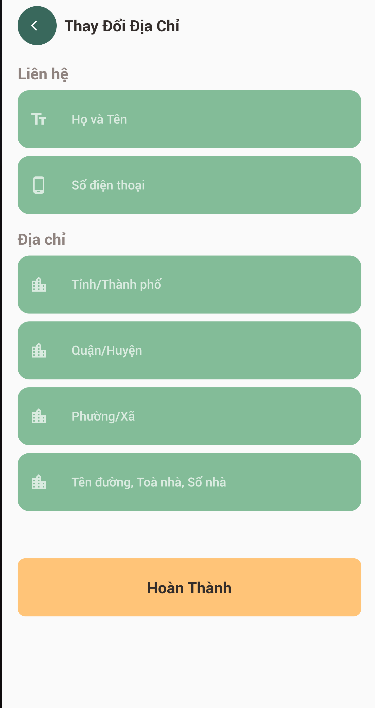 Thay Đổi Địa Chỉ
Liên hệ
Họ và Tên
Số điện thoại
Địa chỉ
Tỉnh/Thành phố
Quận/Huyện
Phường/Xã
Tên đường, Toà nhà, Số nhà
Hoàn Thành